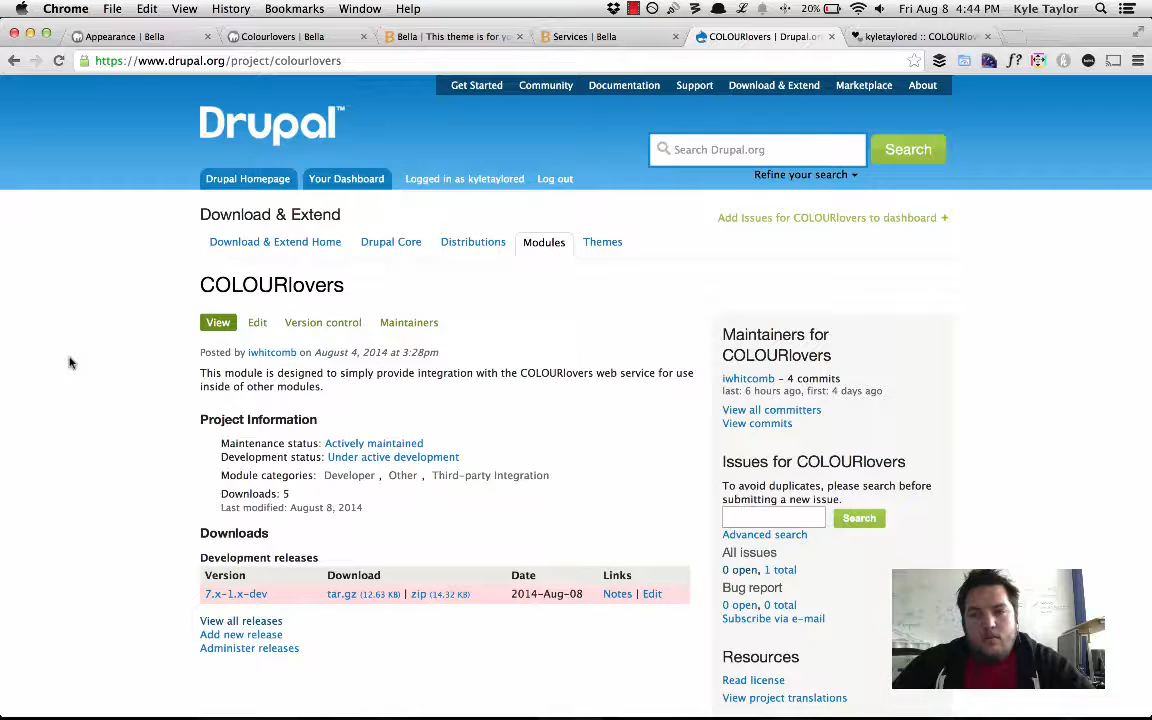 Chrome File Edit View History Bookmarks Window Help 20% Fri Aug 8 4:44 PM Kyle Taylor
Appearance | Bella Colourlovers | Bella Bella | This theme is for yo Services | Bella COLOURlovers | Drupal.or kyletaylored :: COLOURlov
https://www.drupal.org/project/colourlovers f?
Get Started Community Documentation Support Download & Extend Marketplace About
Drupal™
Search Drupal.org Search
Refine your search
Drupal Homepage Your Dashboard Logged in as kyletaylored Log out
Download & Extend
Add Issues for COLOURlovers to dashboard +
Download & Extend Home Drupal Core Distributions Modules Themes
COLOURlovers
View Edit Version control Maintainers
Posted by iwhitcomb on August 4, 2014 at 3:28pm
This module is designed to simply provide integration with the COLOURlovers web service for use
inside of other modules.
Project Information
Maintenance status: Actively maintained
Development status: Under active development
Module categories: Developer , Other , Third-party Integration
Downloads: 5
Last modified: August 8, 2014
Downloads
Development releases
Version Download Date Links
7.x-1.x-dev tar.gz (12.63 KB) | zip (14.32 KB) 2014-Aug-08 Notes | Edit
View all releases
Add new release
Administer releases
Maintainers for
COLOURlovers
iwhitcomb – 4 commits
last: 6 hours ago, first: 4 days ago
View all committers
View commits
Issues for COLOURlovers
To avoid duplicates, please search before
submitting a new issue.
Search
Advanced search
All issues
0 open, 1 total
Bug report
0 open, 0 total
Subscribe via e-mail
Resources
Read license
View project translations